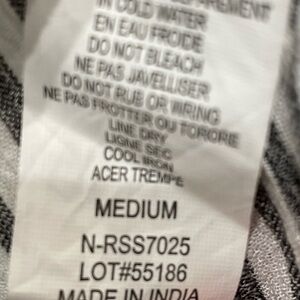 IN COLD WATER
EN EAU FROIDE
DO NOT BLEACH
NE PAS JAVELLISER
DO NOT RUB OR WRING
NE PAS FROTTER OU TORDRE
LINE DRY
LIGNE SEC
COOL IRON
ACER TREMPE
MEDIUM
N-RSS7025
LOT#55186
MADE IN INDIA